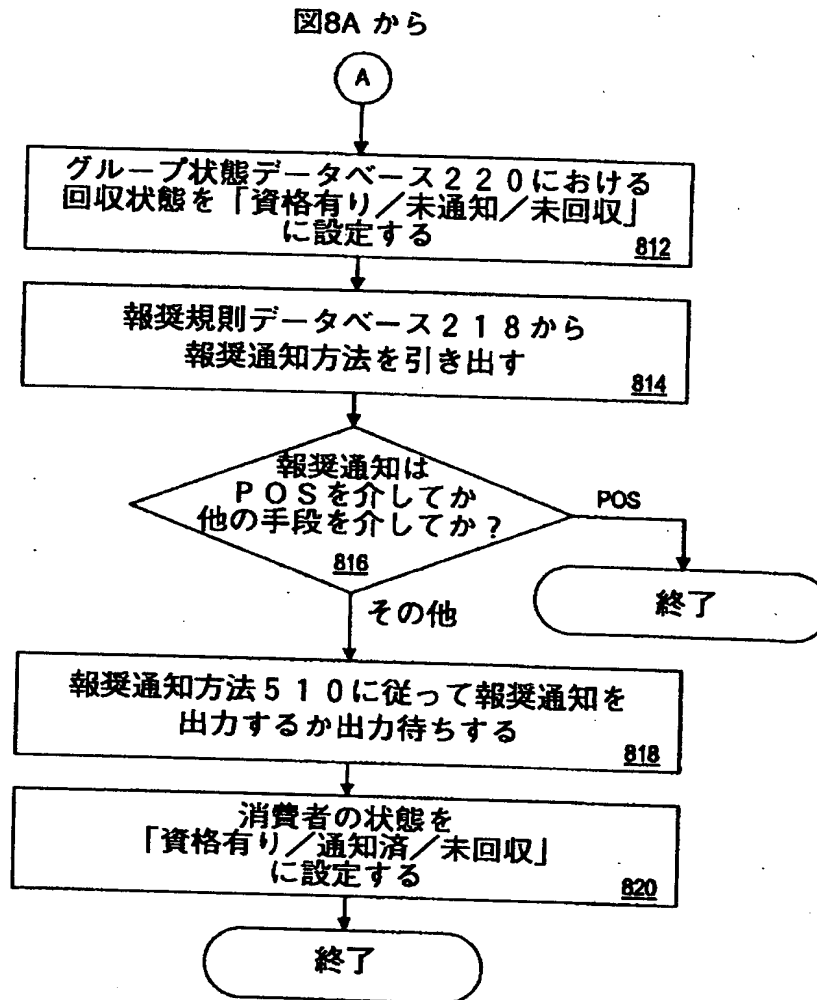 図8A から
A
グループ状態データベース220における
回収状態を「資格有り/未通知/未回収」
に設定する
812
報奨規則データベース218から
報奨通知方法を引き出す
814
報奨通知は
POSを介してか
他の手段を介してか?
816
POS
終了
その他
報奨通知方法510に従って報奨通知を
出力するか出力待ちする
818
消費者の状態を
「資格有り/通知済/未回収」
に設定する
820
終了